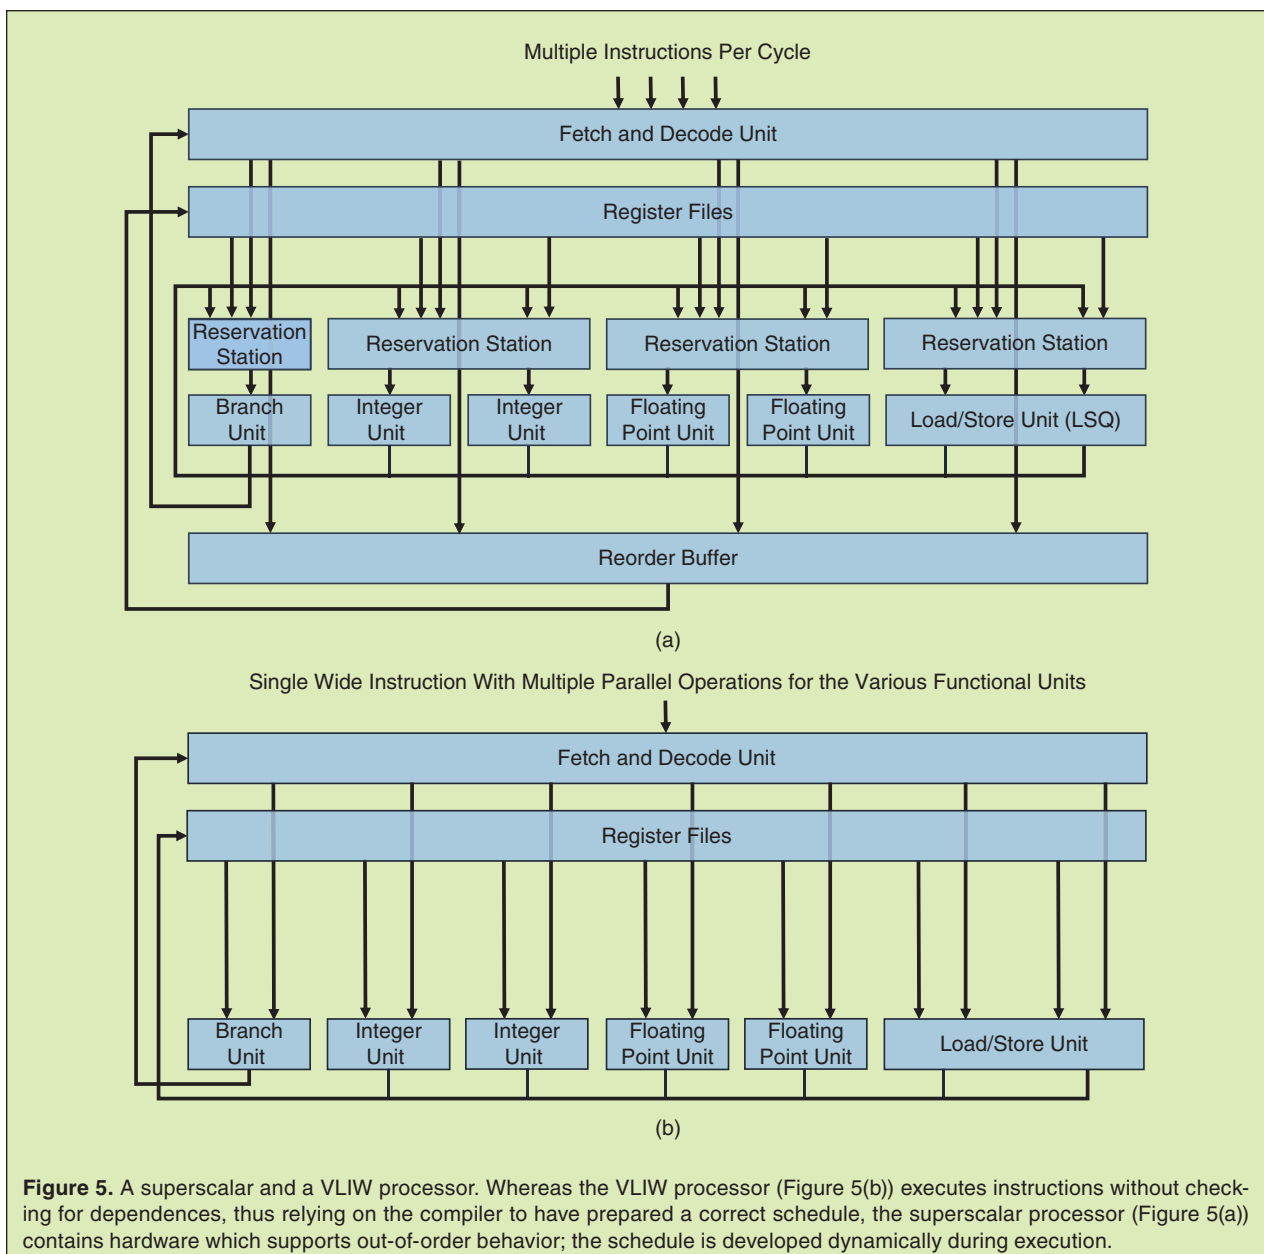 Multiple Instructions Per Cycle
Fetch and Decode Unit
Register Files
Reservation
Station
Reservation Station
Reservation Station
Reservation Station
Branch
Unit
Integer
Unit
Integer
Unit
Floating
Point Unit
Floating
Point Unit
Load/Store Unit (LSQ)
Reorder Buffer
(a)
Single Wide Instruction With Multiple Parallel Operations for the Various Functional Units
Fetch and Decode Unit
Register Files
Branch
Unit
Integer
Unit
Integer
Unit
Floating
Point Unit
Floating
Point Unit
Load/Store Unit
(b)
Figure 5. A superscalar and a VLIW processor. Whereas the VLIW processor (Figure 5(b)) executes instructions without check-
ing for dependences, thus relying on the compiler to have prepared a correct schedule, the superscalar processor (Figure 5(a))
contains hardware which supports out-of-order behavior; the schedule is developed dynamically during execution.